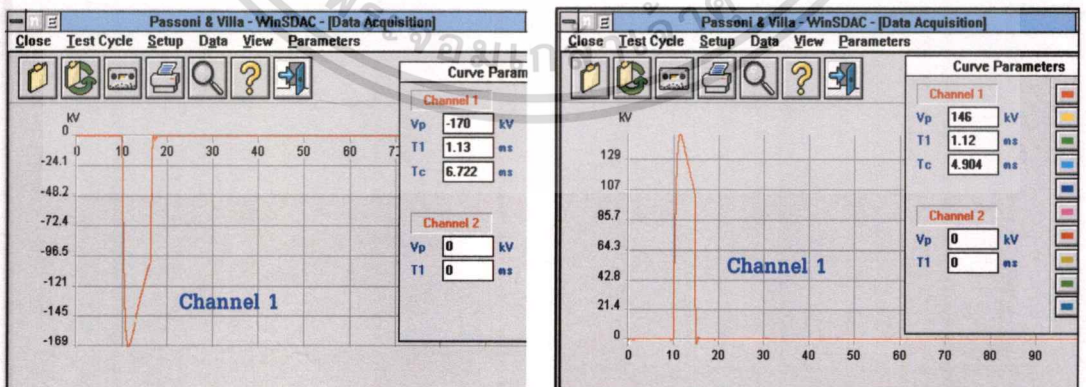 Passoni & Villa - WinSDAC - [Data Acquisition]
Close Test Cycle Setup Data View Parameters
Curve Param
Channel 1
Vp -170 kV
T1 1.13 ms
Tc 6.722 ms
Channel 2
Vp 0 kV
T1 0 ms
kV
0
-24.1
-48.2
-72.4
-96.5
-121
-145
-169
0 10 20 30 40 50 60
Channel 1
Passoni & Villa - WinSDAC - [Data Acquisition]
Close Test Cycle Setup Data View Parameters
Curve Parameters
Channel 1
Vp 146 kV
T1 1.12 ms
Tc 4.904 ms
Channel 2
Vp 0 kV
T1 0 ms
kV
129
107
85.7
64.3
42.8
21.4
0
0 10 20 30 40 50 60 70 80 90
Channel 1